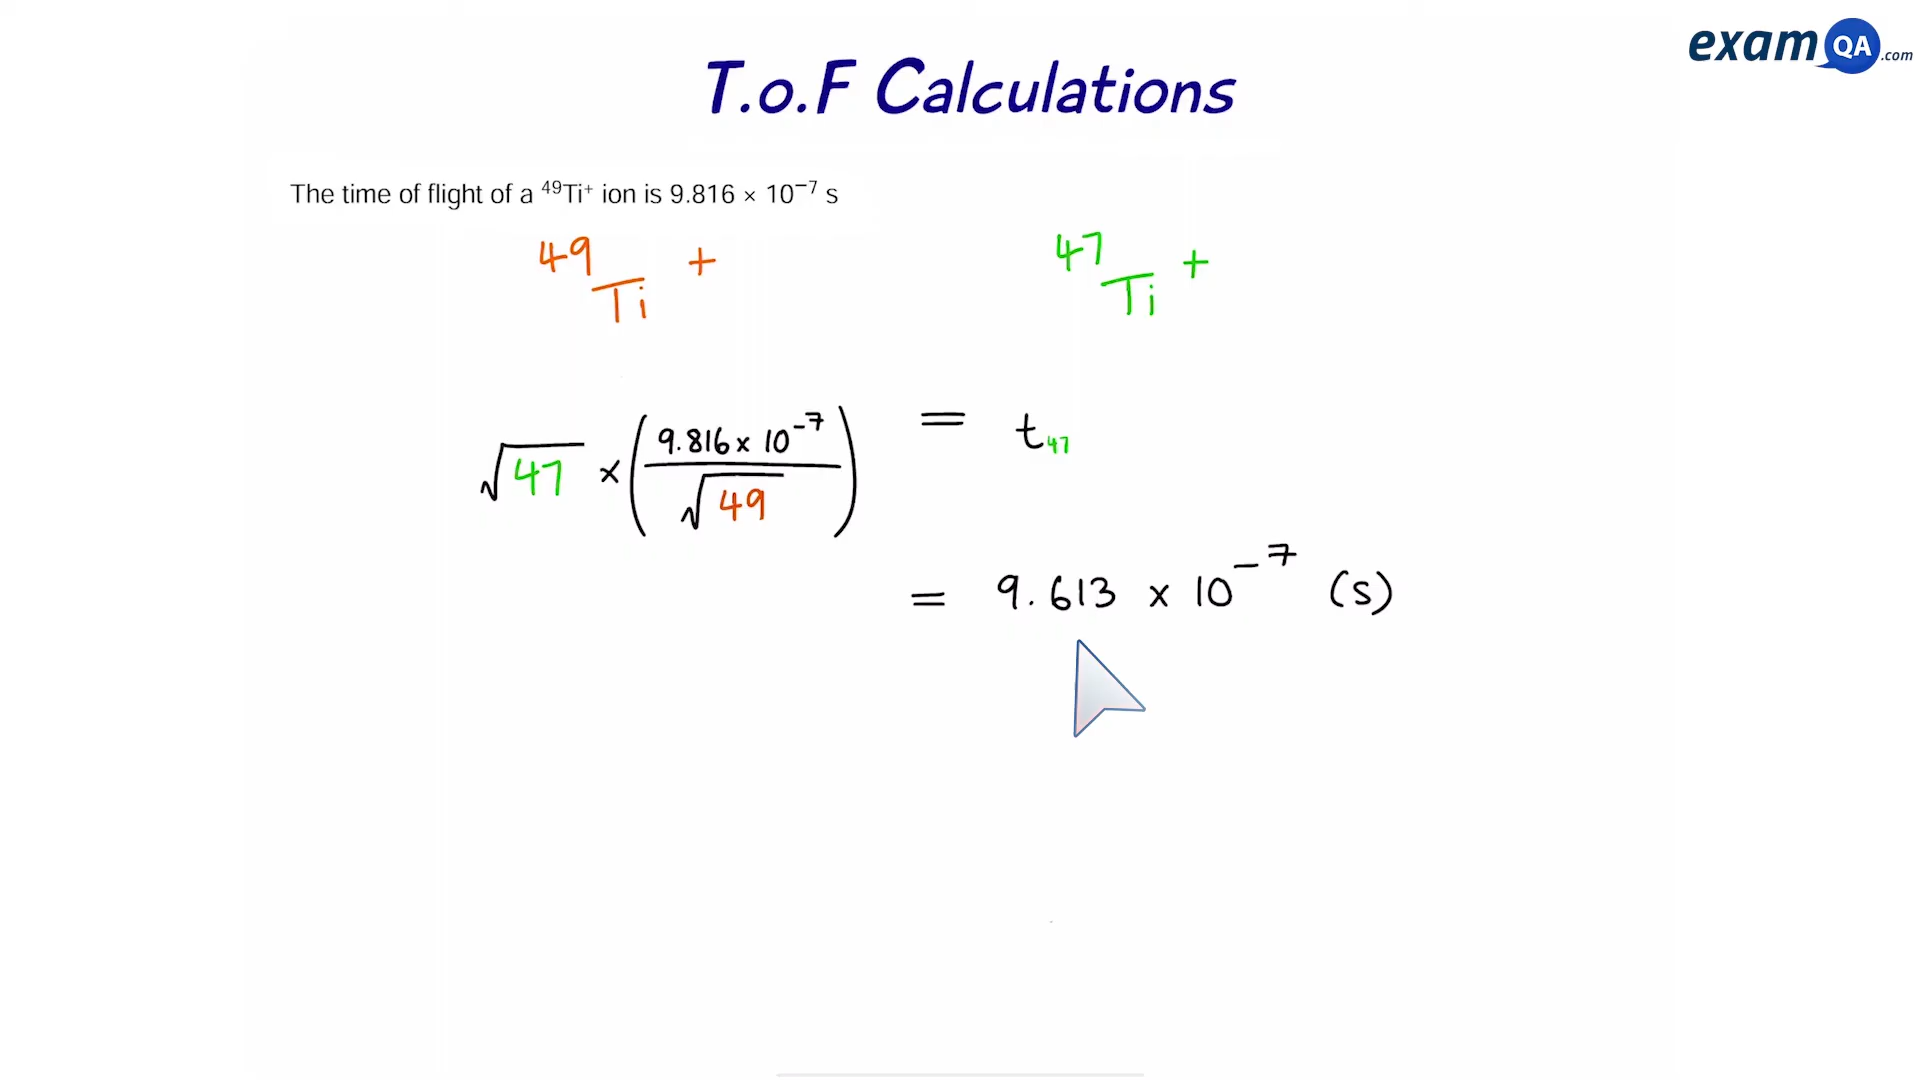 examQA.com
T.o.F Calculations
The time of flight of a ⁴⁹Ti⁺ ion is 9.816 × 10⁻⁷ s
⁴⁹Ti⁺ ⁴⁷Ti⁺
√47 × (9.816 × 10⁻⁷ / √49) = t₄₇
= 9.613 × 10⁻⁷ (s)